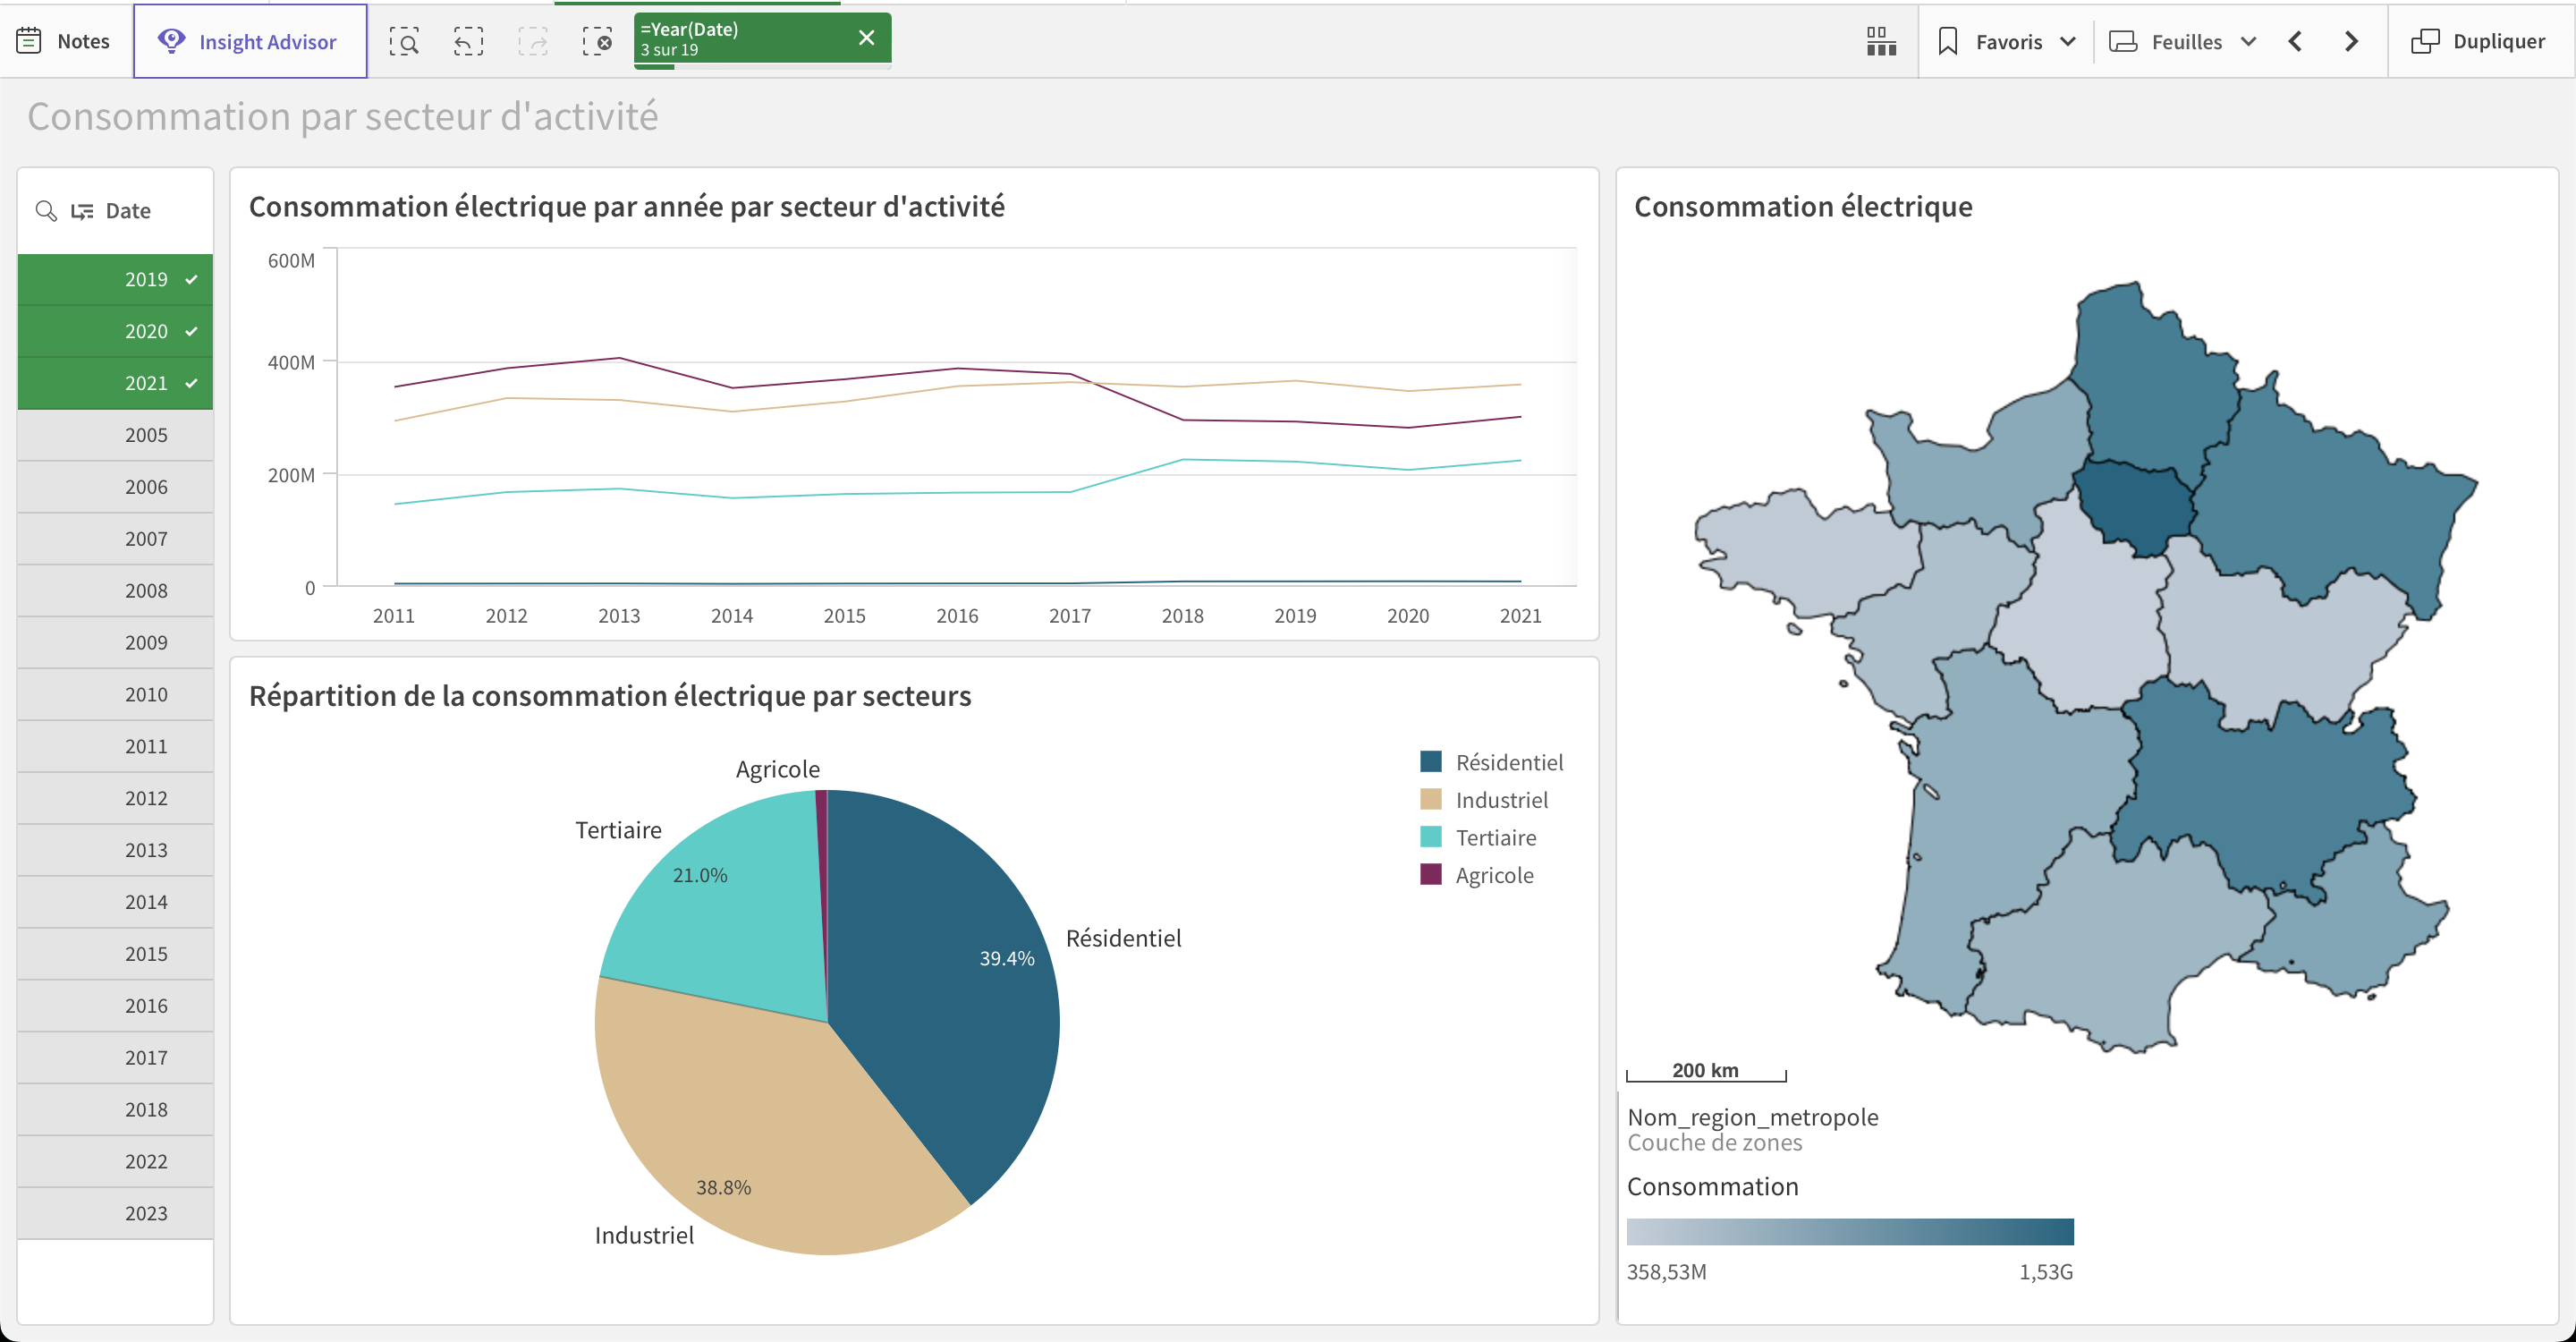 Notes
Insight Advisor
=Year(Date)
3 sur 19
Favoris
Feuilles
Dupliquer
Consommation par secteur d'activité
Date
2019
2020
2021
2005
2006
2007
2008
2009
2010
2011
2012
2013
2014
2015
2016
2017
2018
2022
2023
Consommation électrique par année par secteur d'activité
600M
400M
200M
0
2011 2012 2013 2014 2015 2016 2017 2018 2019 2020 2021
Répartition de la consommation électrique par secteurs
Agricole
Tertiaire
21.0%
Résidentiel
39.4%
38.8%
Industriel
Résidentiel
Industriel
Tertiaire
Agricole
Consommation électrique
200 km
Nom_region_metropole
Couche de zones
Consommation
358,53M 1,53G